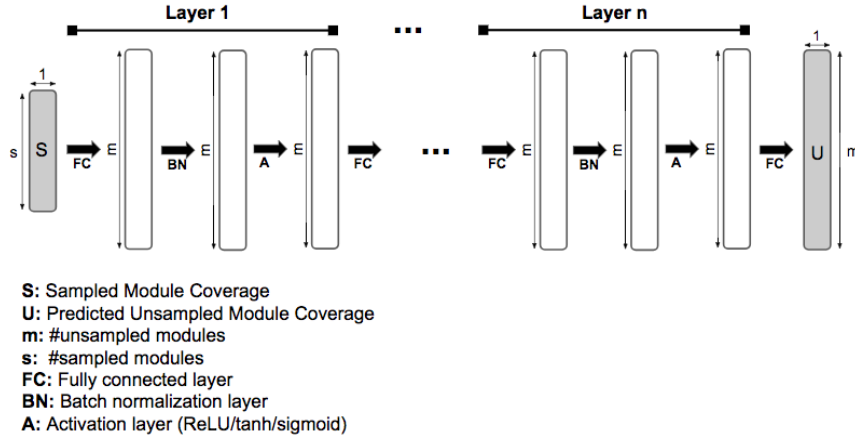 Layer 1 ... Layer n
1 1
s S FC m BN m A m FC ... FC m BN m A m FC U m
S: Sampled Module Coverage
U: Predicted Unsampled Module Coverage
m: #unsampled modules
s: #sampled modules
FC: Fully connected layer
BN: Batch normalization layer
A: Activation layer (ReLU/tanh/sigmoid)